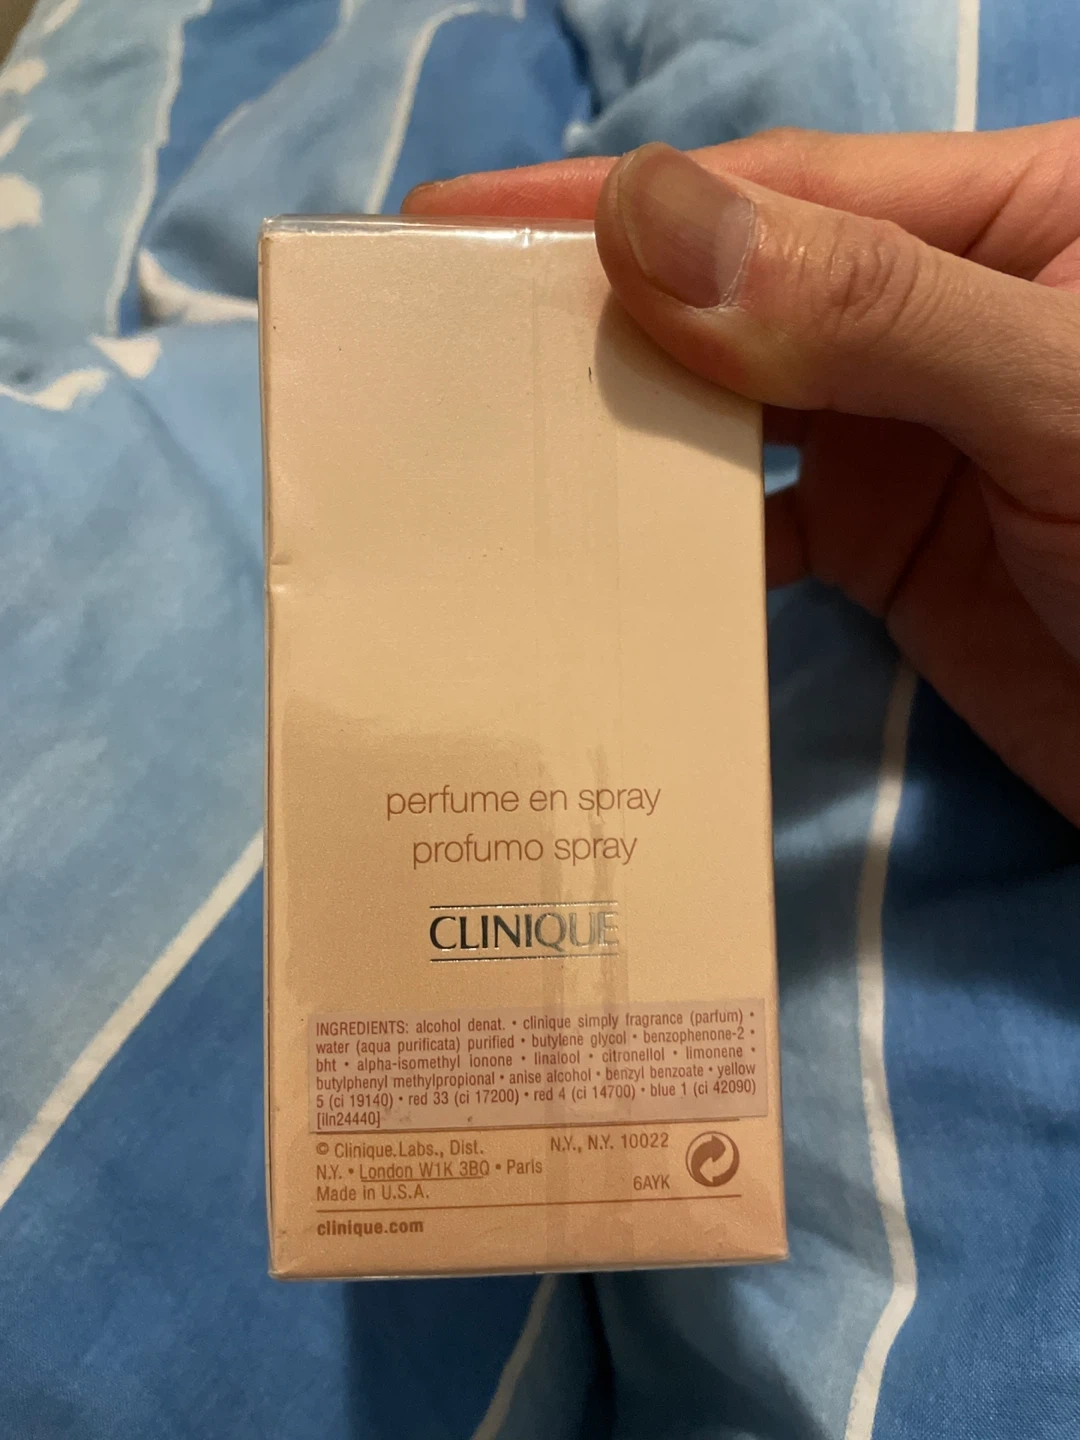 perfume en spray
profumo spray
CLINIQUE
INGREDIENTS: alcohol denat. • clinique simply fragrance (parfum) •
water (aqua purificata) purified • butylene glycol • benzophenone-2 •
bht • alpha-isomethyl ionone • linalool • citronellol • limonene •
butylphenyl methylpropional • anise alcohol • benzyl benzoate • yellow
5 (ci 19140) • red 33 (ci 17200) • red 4 (ci 14700) • blue 1 (ci 42090)
[iln24440]
© Clinique Labs., Dist. N.Y., N.Y. 10022
N.Y. • London W1K 3BQ • Paris
Made in U.S.A. 6AYK
clinique.com